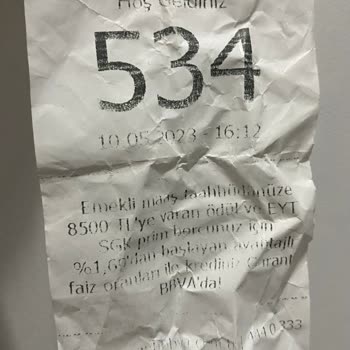 Hoş Geldiniz
534
10.05.2023 - 16:12
Emekli maaş taahhüdünüze
8500 TL'ye varan ödül ve EYT
SGK prim borcunuz için
%1,69'dan başlayan avantajlı
faiz oranları ile krediniz Garanti
BBVA'da!